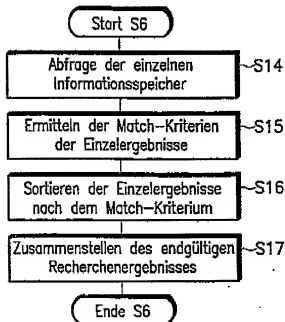 Start S6
Abfrage der einzelnen
Informationsspeicher
S14
Ermitteln der Match-Kriterien
der Einzelergebnisse
S15
Sortieren der Einzelergebnisse
nach dem Match-Kriterium
S16
Zusammenstellen des endgültigen
Recherchenergebnisses
S17
Ende S6